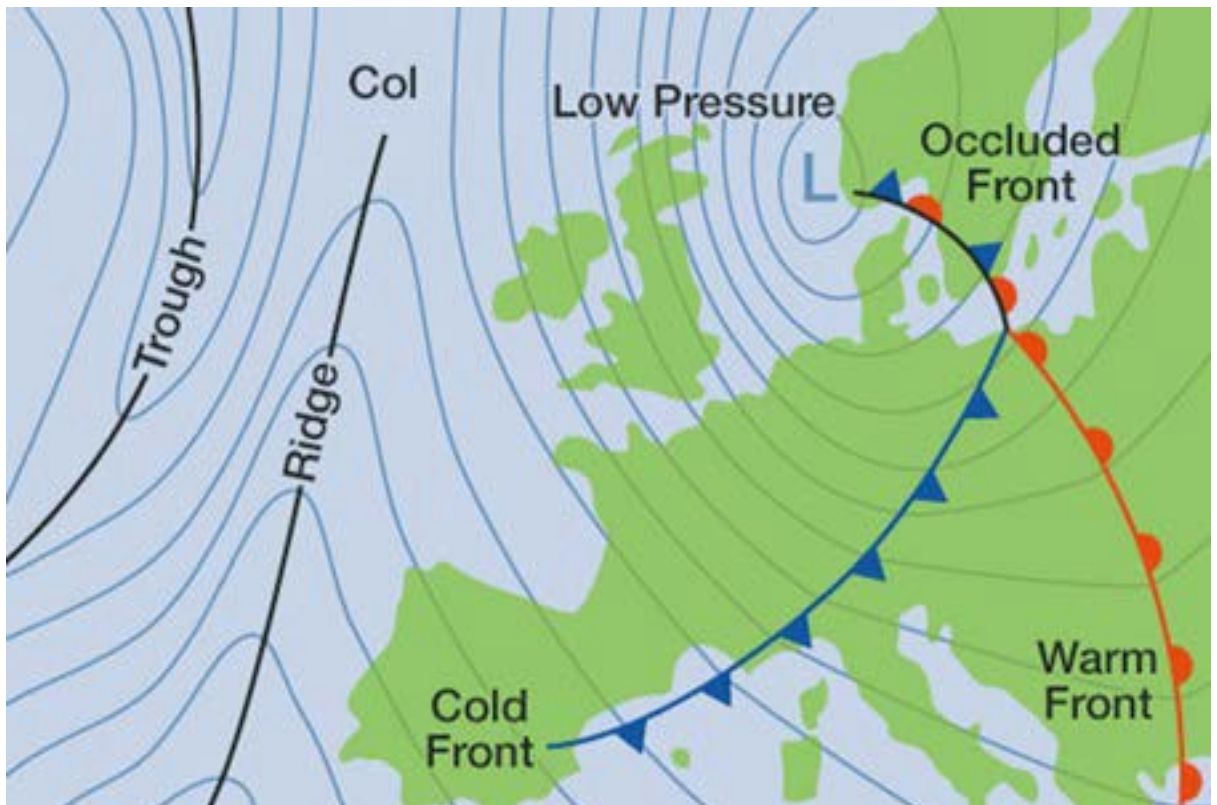 Col
Low Pressure
Occluded
Front
L
Trough
Ridge
Warm
Front
Cold
Front